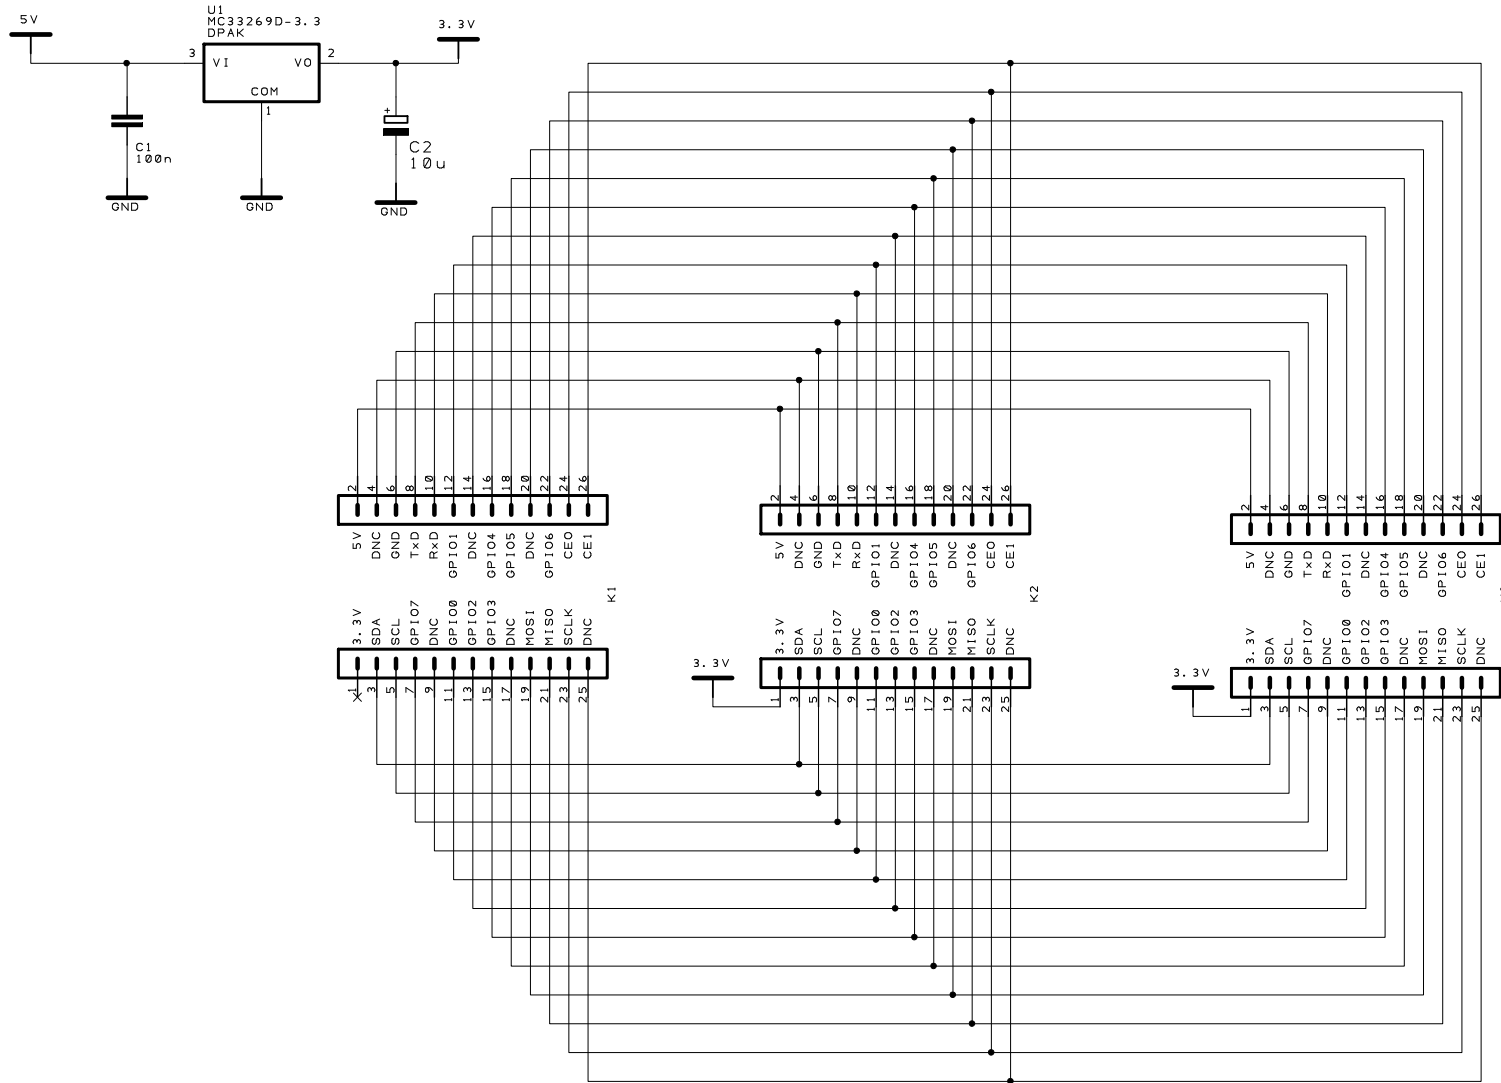 5V
U1
MC33269D-3.3
DPAK
3.3V
3
VI
VO
2
COM
1
+
C1
100n
C2
10u
GND
GND
GND
2 4 6 8 10 12 14 16 18 20 22 24 26
5V DNC GND TxD RxD GPIO1 DNC GPIO4 GPIO5 DNC GPIO6 CE0 CE1
K1
3.3V SDA SCL GPIO7 DNC GPIO0 GPIO2 GPIO3 DNC MOSI MISO SCLK DNC
1 3 5 7 9 11 13 15 17 19 21 23 25
2 4 6 8 10 12 14 16 18 20 22 24 26
5V DNC GND TxD RxD GPIO1 DNC GPIO4 GPIO5 DNC GPIO6 CE0 CE1
K2
3.3V
3.3V SDA SCL GPIO7 DNC GPIO0 GPIO2 GPIO3 DNC MOSI MISO SCLK DNC
1 3 5 7 9 11 13 15 17 19 21 23 25
2 4 6 8 10 12 14 16 18 20 22 24 26
5V DNC GND TxD RxD GPIO1 DNC GPIO4 GPIO5 DNC GPIO6 CE0 CE1
3.3V
3.3V SDA SCL GPIO7 DNC GPIO0 GPIO2 GPIO3 DNC MOSI MISO SCLK DNC
1 3 5 7 9 11 13 15 17 19 21 23 25